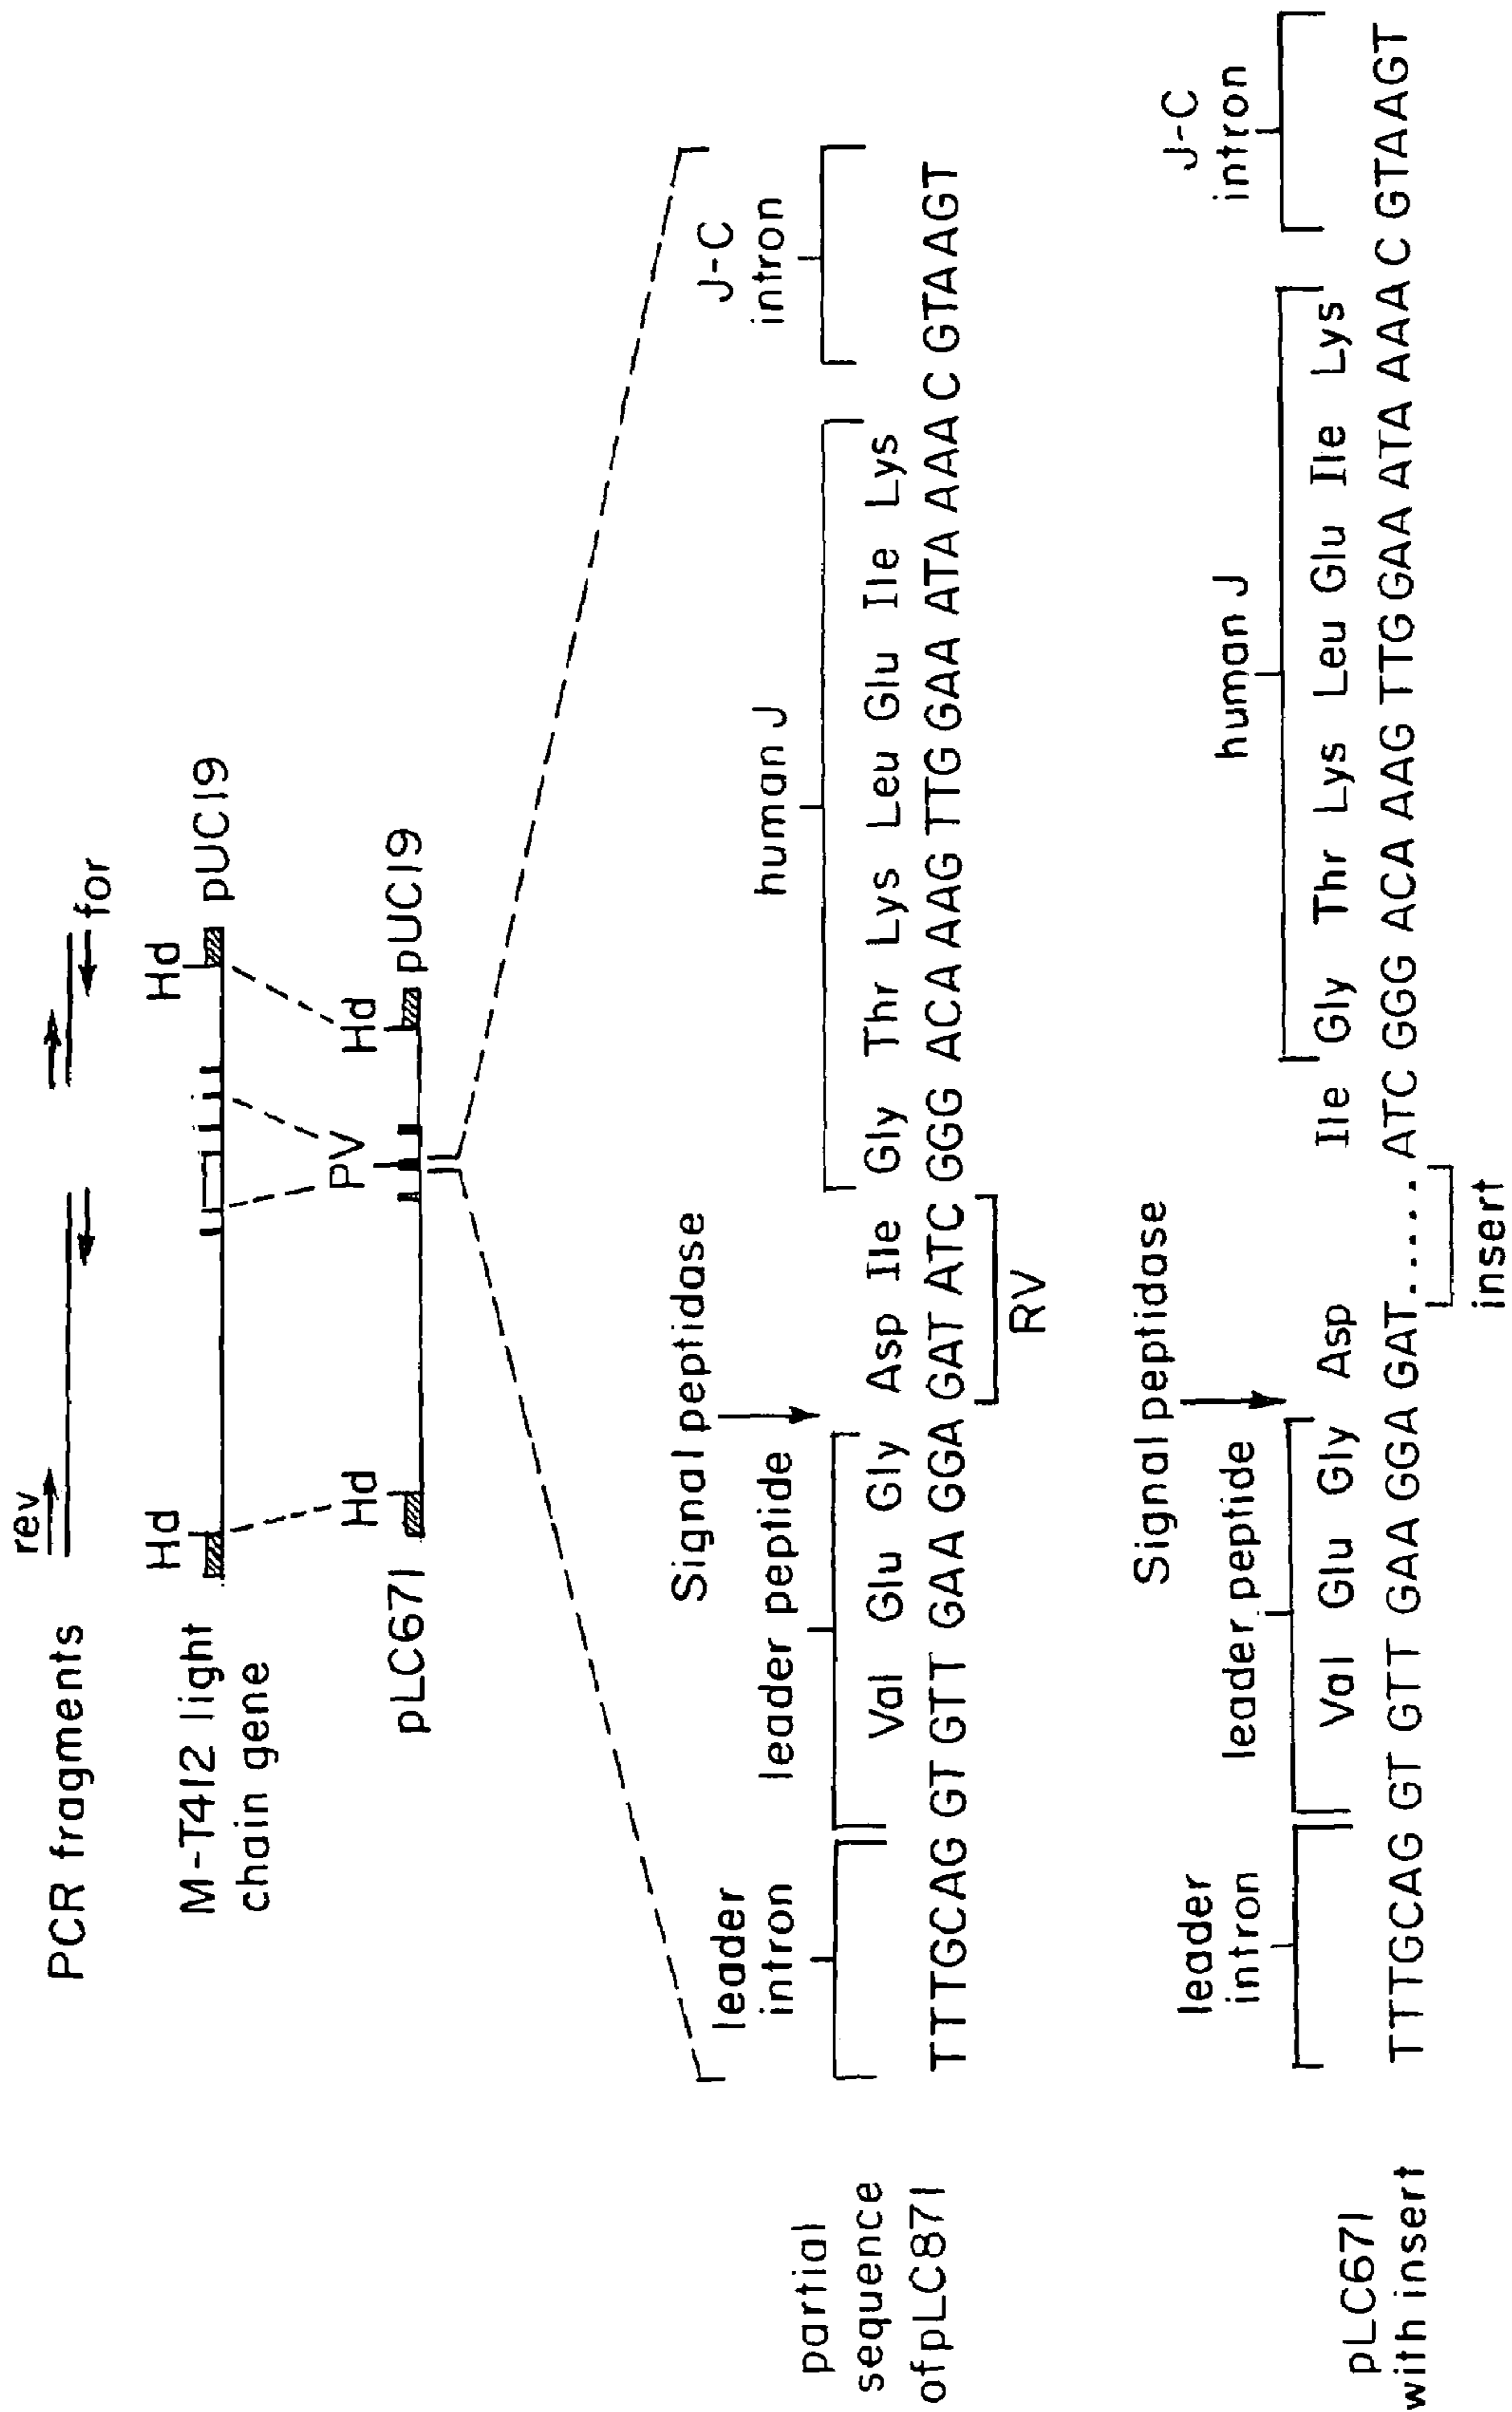 PCR fragments
rev
for
M-T412 light
chain gene
Hd
Hd
pUC19
PV
pLC671
Hd
Hd
pUC19
Signal peptidase
leader
intron
leader peptide
human J
J-C
intron
partial
sequence
of pLC871
Val Glu Gly Asp Ile Gly Thr Lys Leu Glu Ile Lys
TTTGCAG GT GTT GAA GGA GAT ATC GGG ACA AAG TTG GAA ATA AAA C GTAAGT
RV
Signal peptidase
leader
intron
leader peptide
human J
J-C
intron
pLC671
with insert
Val Glu Gly Asp Ile Gly Thr Lys Leu Glu Ile Lys
TTTGCAG GT GTT GAA GGA GAT..... ATC GGG ACA AAG TTG GAA ATA AAA C GTAAGT
insert